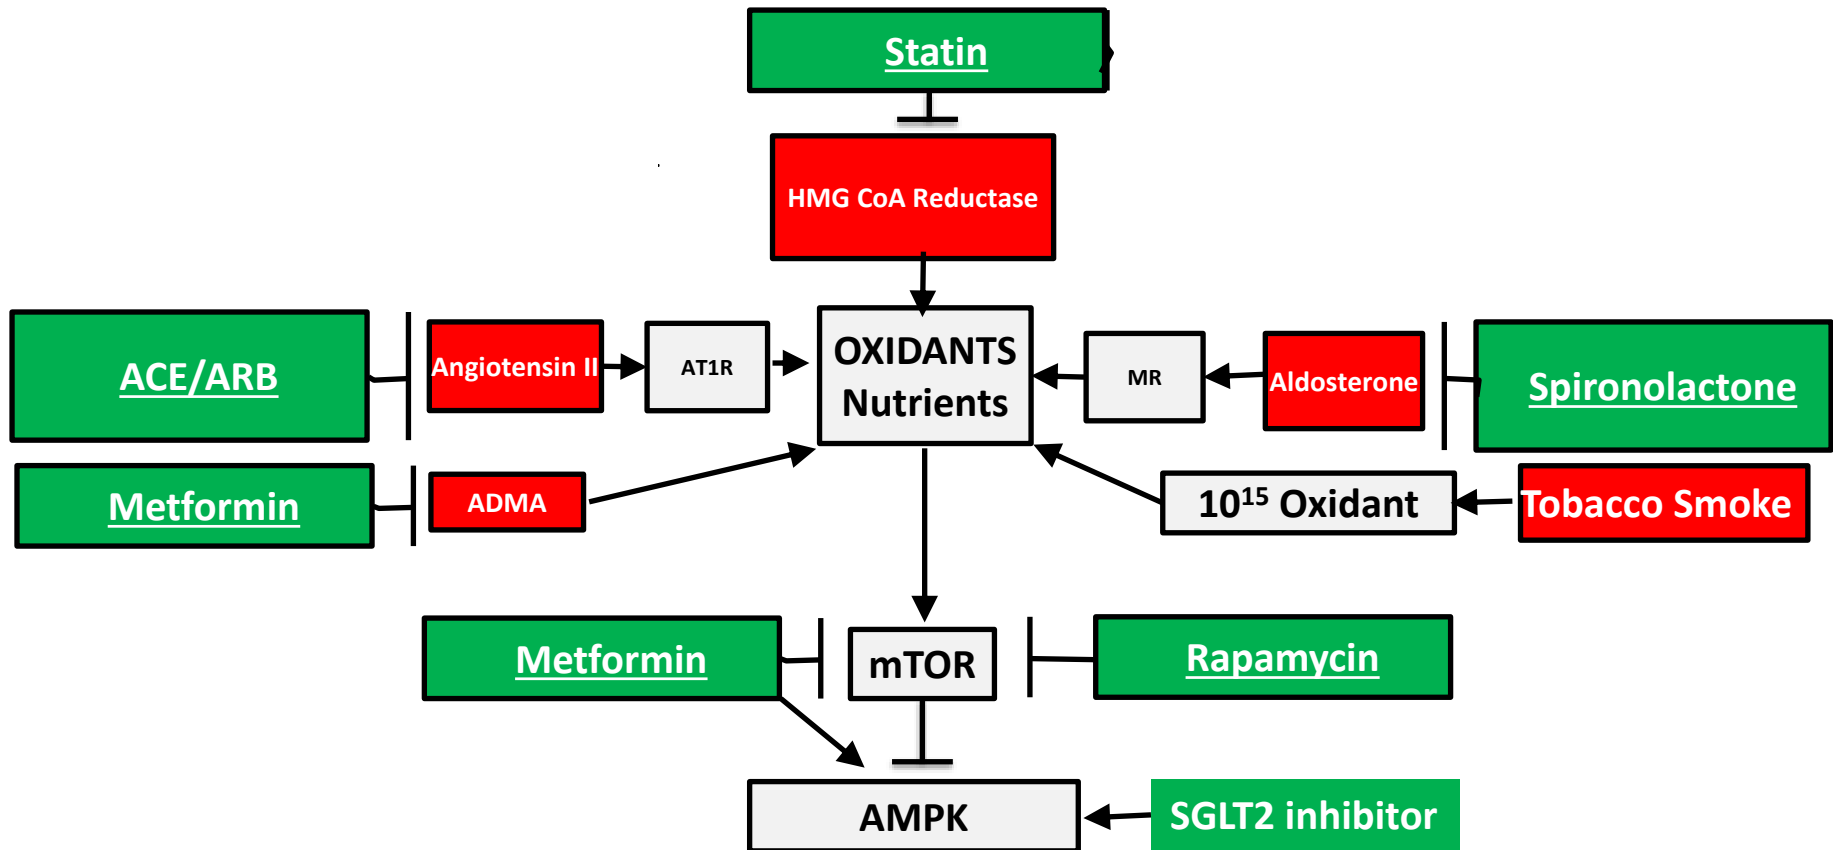 Statin
HMG CoA Reductase
ACE/ARB
Angiotensin II
AT1R
OXIDANTS
Nutrients
MR
Aldosterone
Spironolactone
Metformin
ADMA
10¹⁵ Oxidant
Tobacco Smoke
Metformin
mTOR
Rapamycin
AMPK
SGLT2 inhibitor